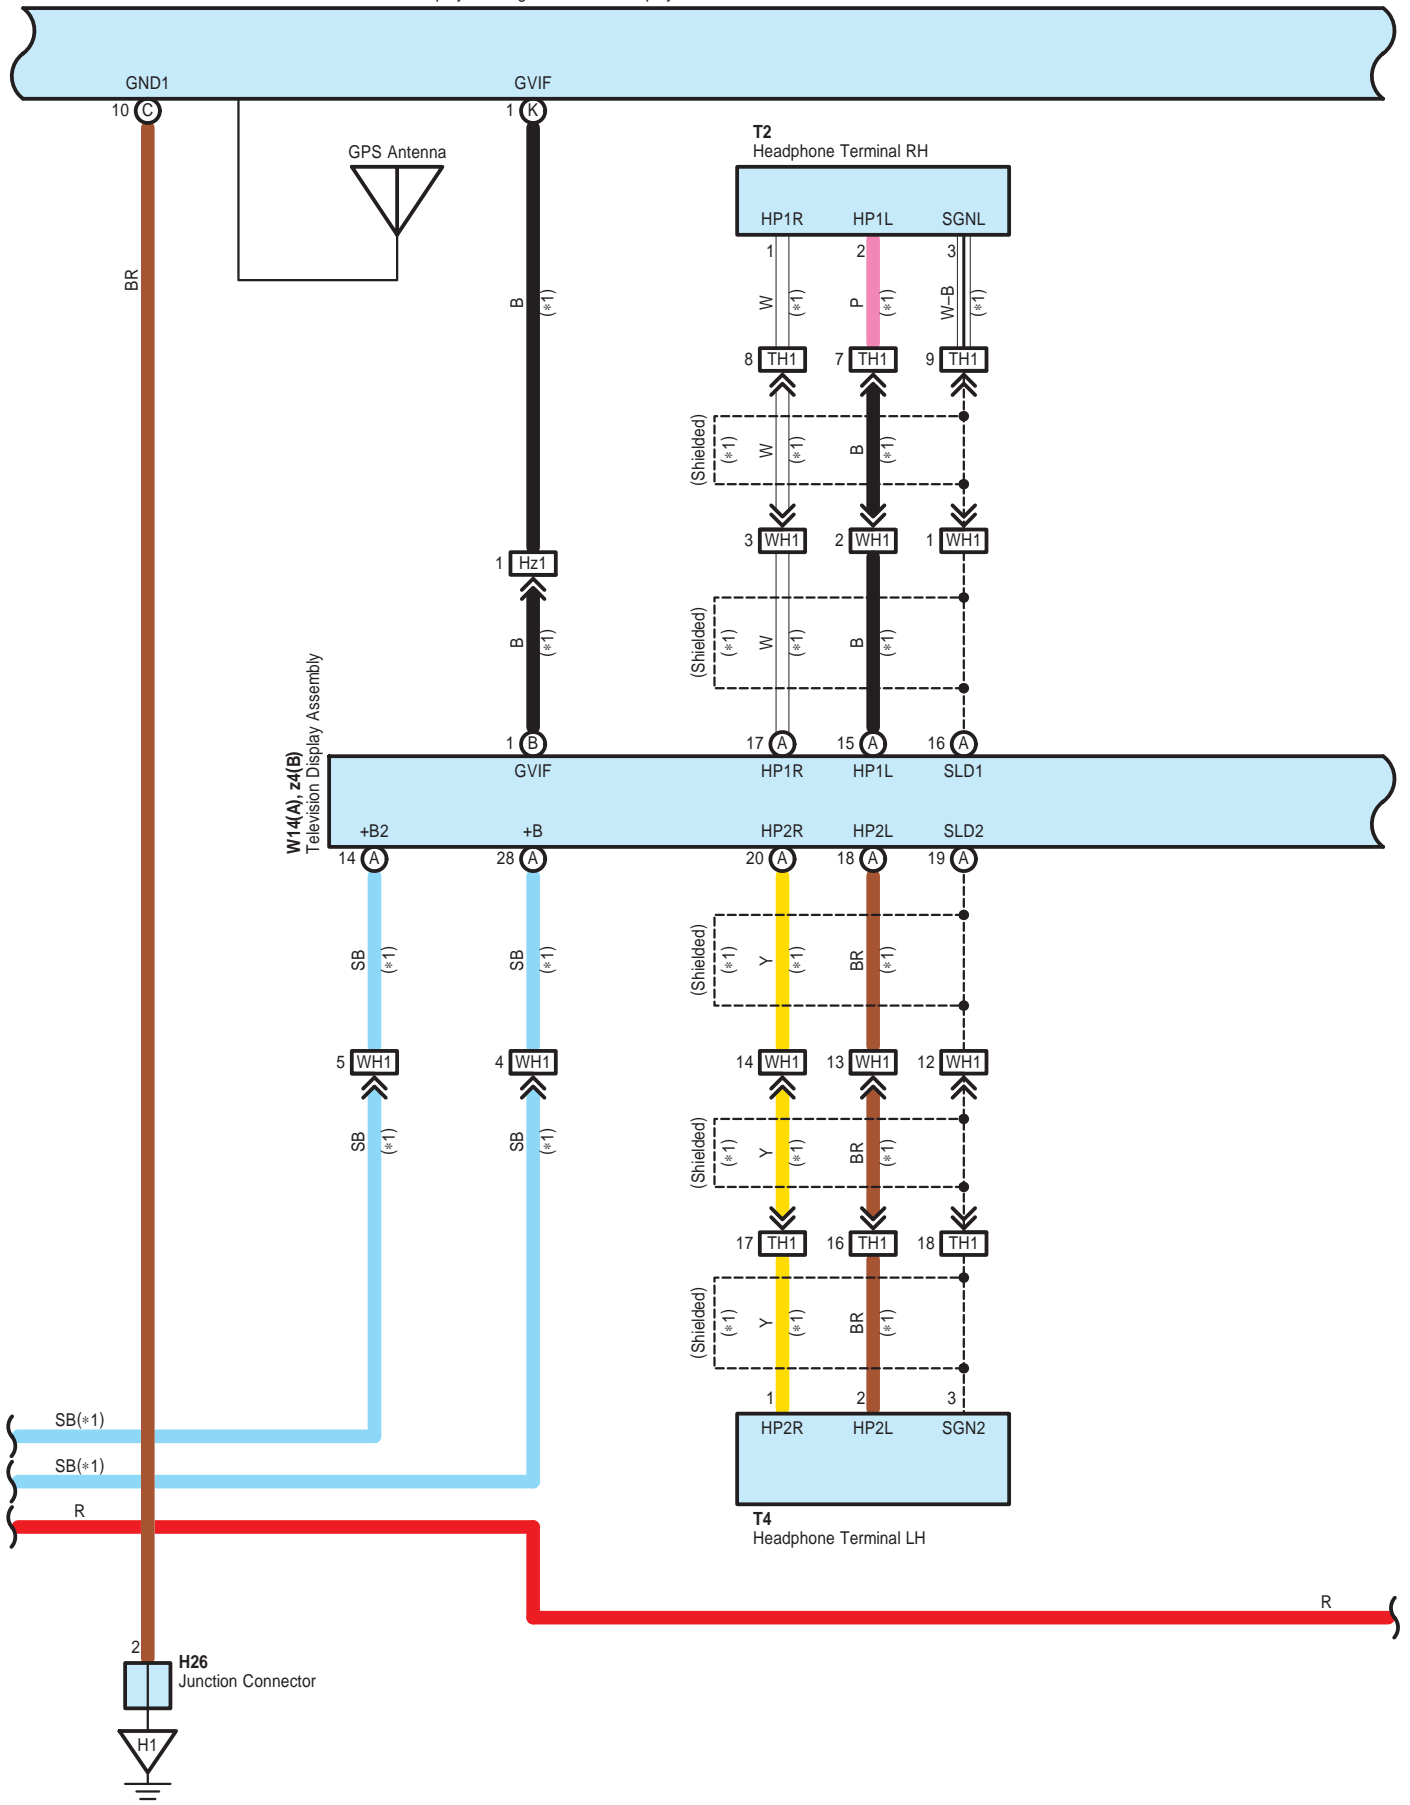 GND1 GVIF
10 C 1 K
GPS Antenna
T2
Headphone Terminal RH
HP1R HP1L SGNL
1 2 3
BR
B (∗1)
W (∗1) P (∗1) W–B (∗1)
8 TH1 7 TH1 9 TH1
(Shielded) (∗1) W (∗1) B (∗1)
3 WH1 2 WH1 1 WH1
1 Hz1
B (∗1)
(Shielded) (∗1) W (∗1) B (∗1)
W14(A), z4(B)
Television Display Assembly
1 B 17 A 15 A 16 A
GVIF HP1R HP1L SLD1
+B2 +B HP2R HP2L SLD2
14 A 28 A 20 A 18 A 19 A
SB (∗1) SB (∗1) (Shielded) (∗1) Y (∗1) BR (∗1)
5 WH1 4 WH1 14 WH1 13 WH1 12 WH1
SB (∗1) SB (∗1) (Shielded) (∗1) Y (∗1) BR (∗1)
17 TH1 16 TH1 18 TH1
(Shielded) (∗1) Y (∗1) BR (∗1)
1 2 3
HP2R HP2L SGN2
SB(∗1)
SB(∗1)
R
T4
Headphone Terminal LH
R
2
H26
Junction Connector
H1